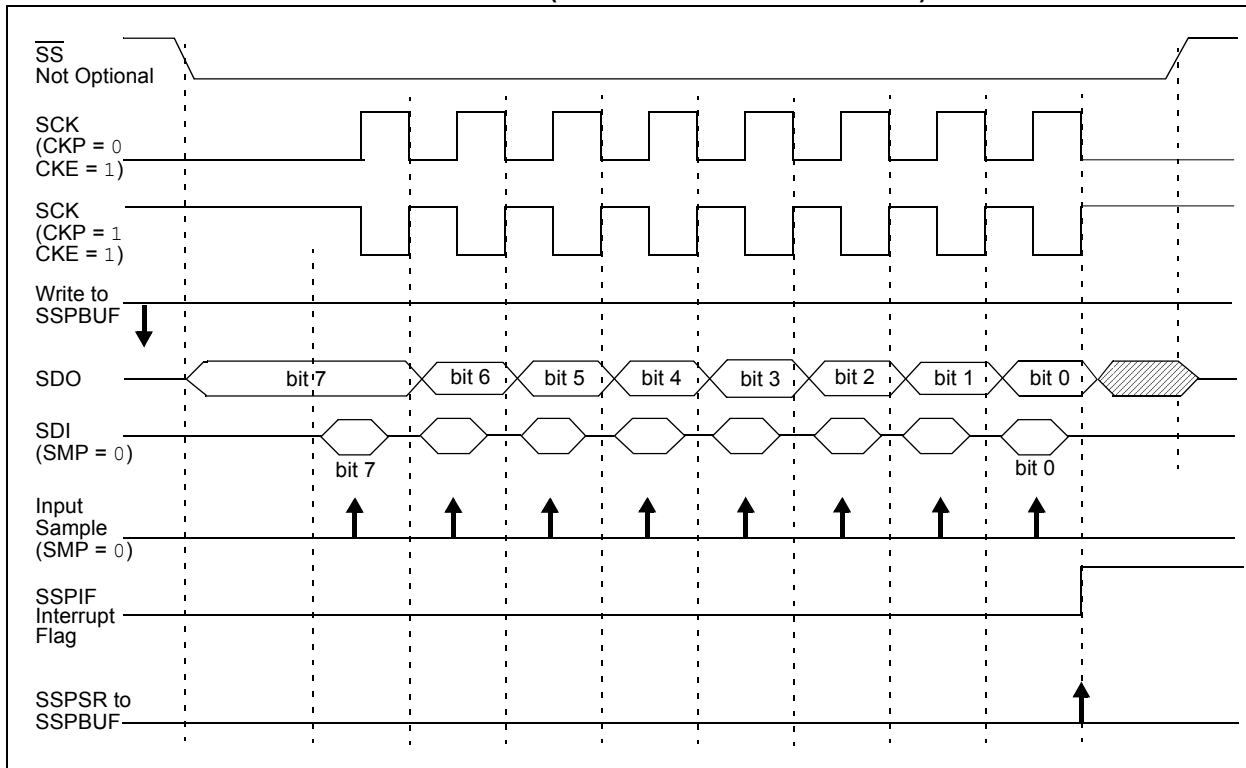 SS
Not Optional
SCK
(CKP = 0
CKE = 1)
SCK
(CKP = 1
CKE = 1)
Write to
SSPBUF
SDO
bit 7 bit 6 bit 5 bit 4 bit 3 bit 2 bit 1 bit 0
SDI
(SMP = 0)
bit 7 bit 0
Input
Sample
(SMP = 0)
SSPIF
Interrupt
Flag
SSPSR to
SSPBUF